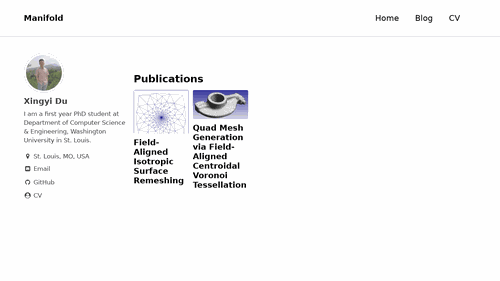 Manifold
Home
Blog
CV
Xingyi Du
I am a first year PhD student at
Department of Computer Science
& Engineering, Washington
University in St. Louis.
St. Louis, MO, USA
Email
GitHub
CV
Publications
Field-
Aligned
Isotropic
Surface
Remeshing
Quad Mesh
Generation
via Field-
Aligned
Centroidal
Voronoi
Tessellation